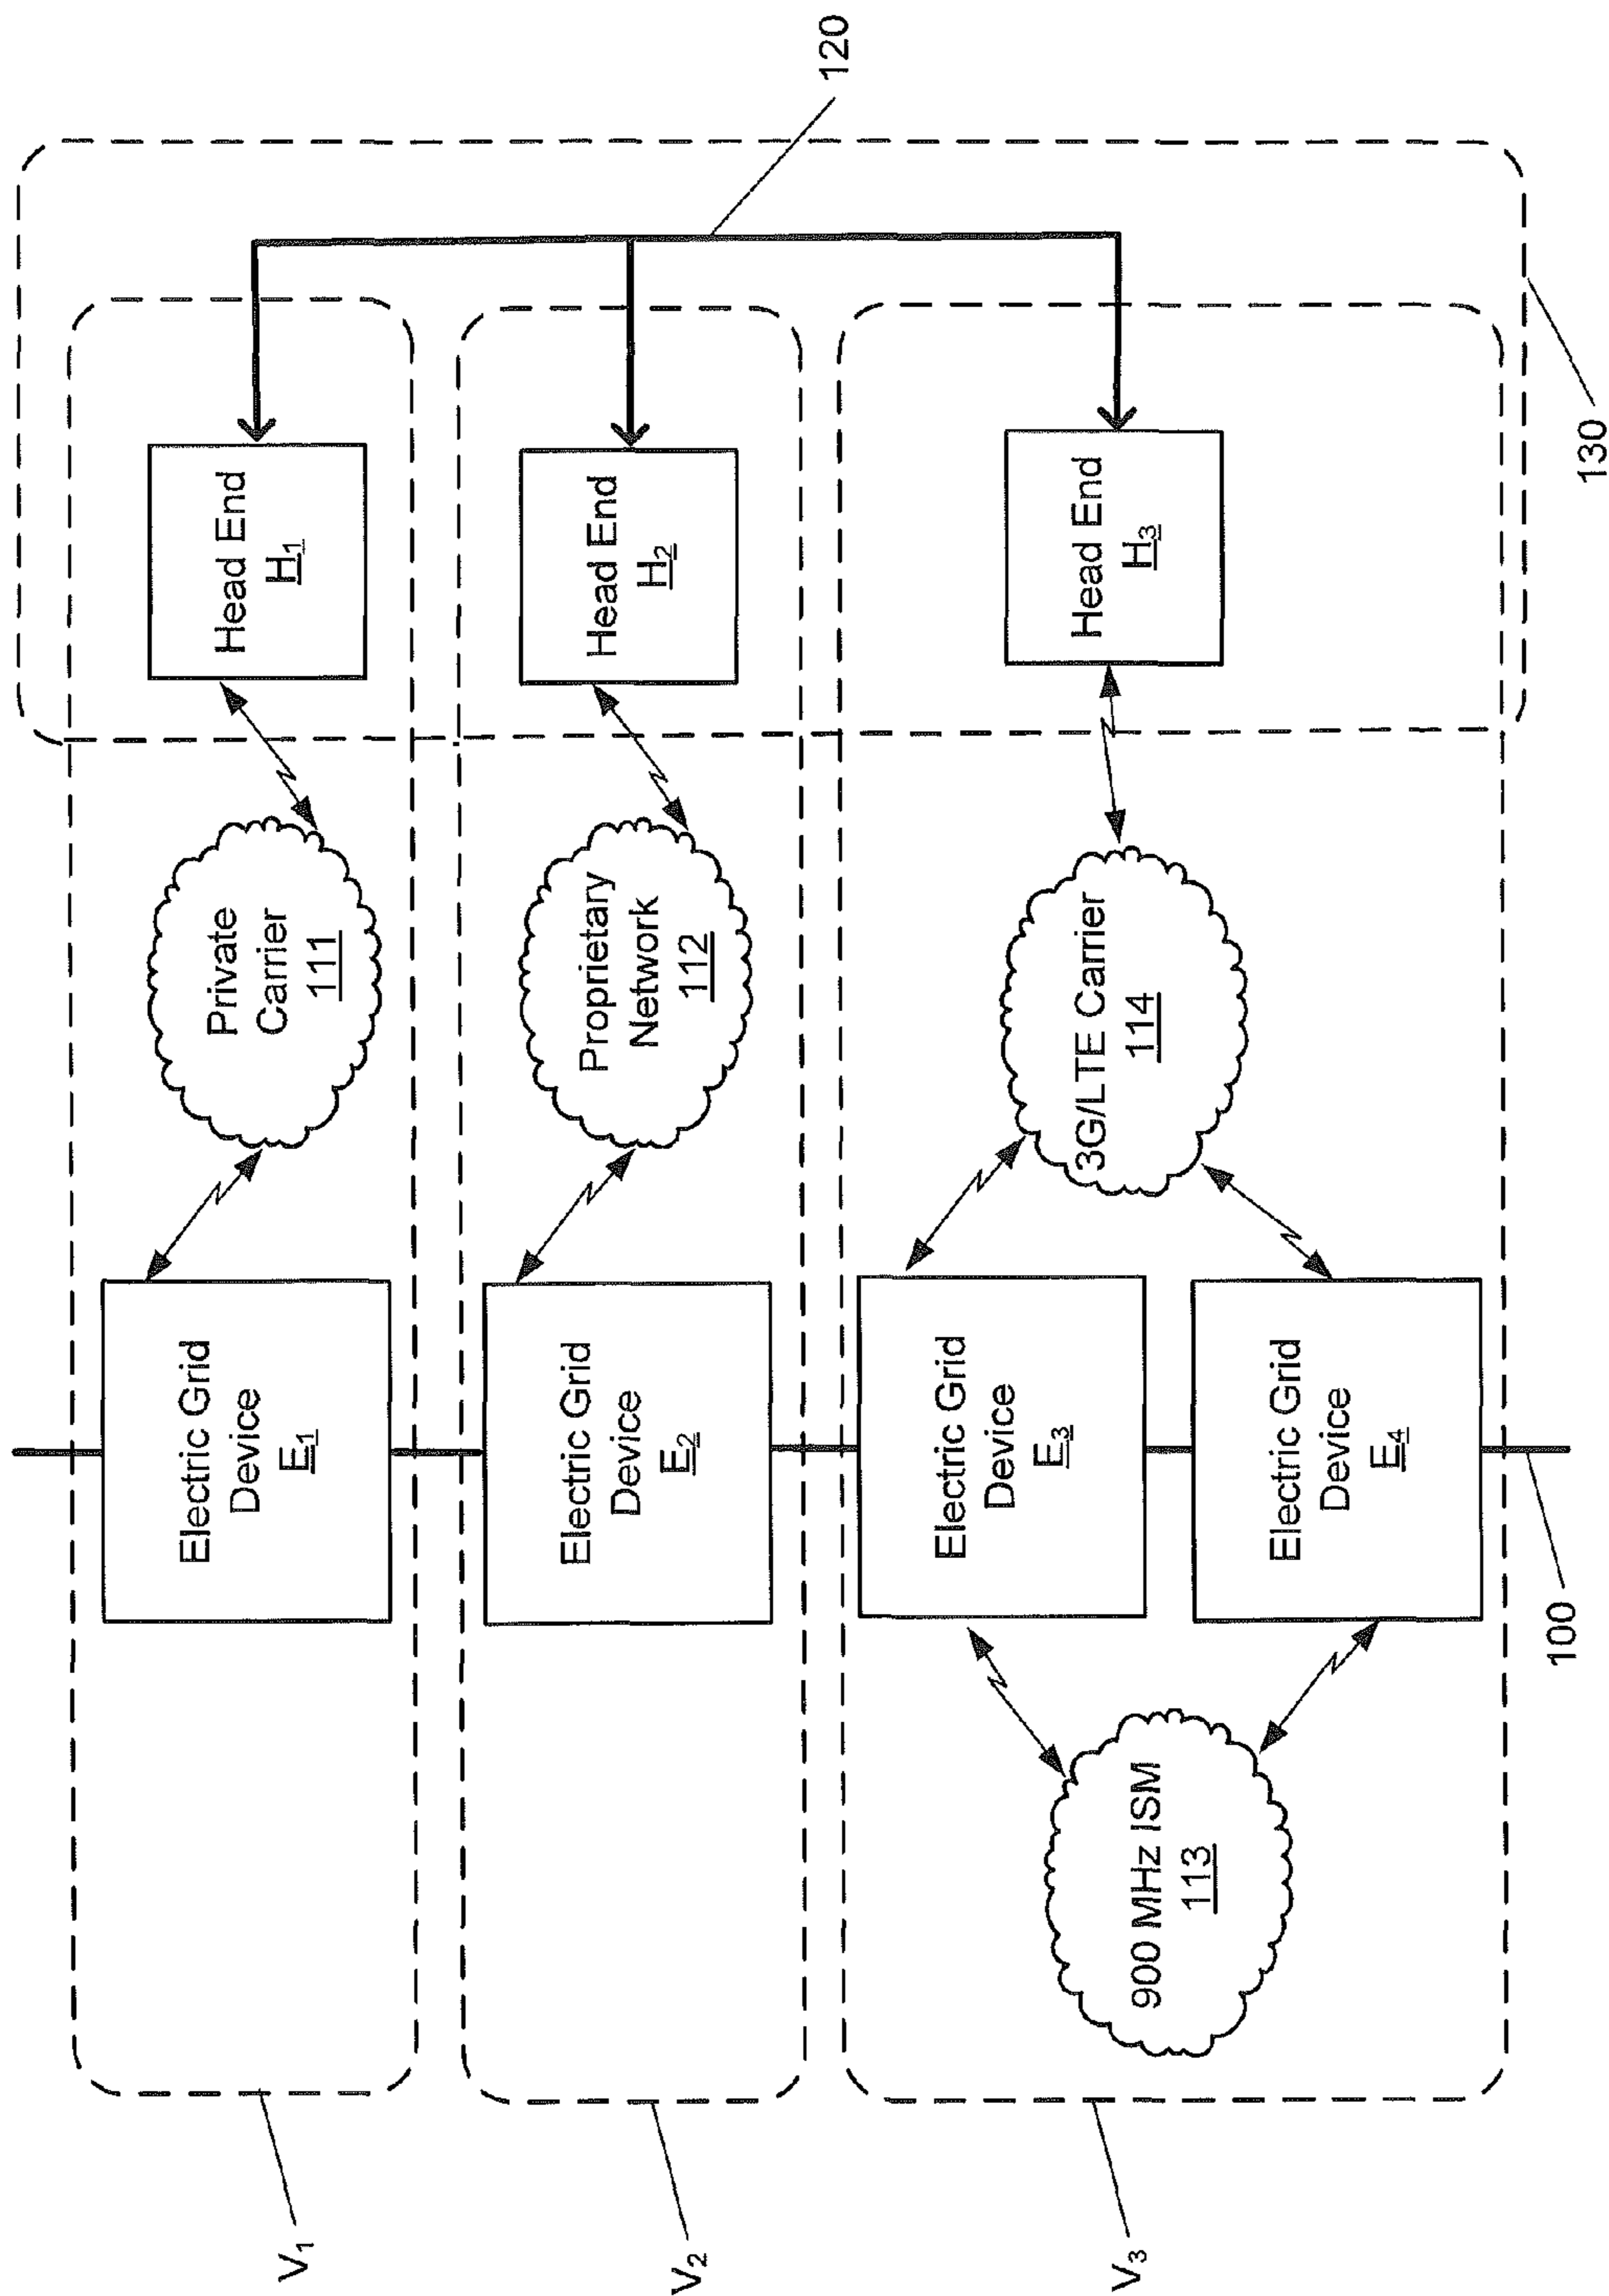 V1
Electric Grid
Device
E1
Private
Carrier
111
Head End
H1
V2
Electric Grid
Device
E2
Proprietary
Network
112
Head End
H2
V3
900 MHz ISM
113
Electric Grid
Device
E3
Electric Grid
Device
E4
3G/LTE Carrier
114
Head End
H3
100
120
130